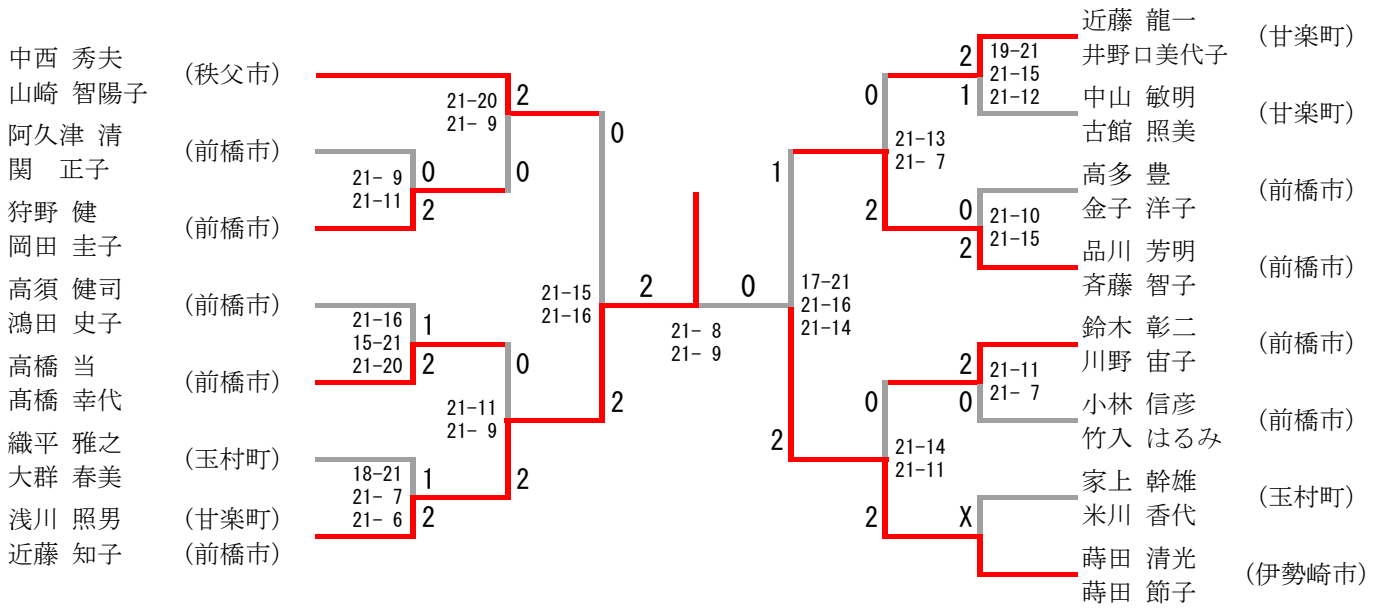 中西 秀夫
山崎 智陽子
(秩父市)
阿久津 清
関 正子
(前橋市)
狩野 健
岡田 圭子
(前橋市)
高須 健司
鴻田 史子
(前橋市)
高橋 当
髙橋 幸代
(前橋市)
織平 雅之
大群 春美
(玉村町)
浅川 照男
(甘楽町)
近藤 知子
(前橋市)
21-20
21- 9
2
0
21- 9
21-11
0
2
21-16
15-21
21-20
1
2
21-11
21- 9
0
2
18-21
21- 7
21- 6
1
2
0
21-15
21-16
2
2
0
21- 8
21- 9
1
17-21
21-16
21-14
2
0
21-13
21- 7
2
0
21-14
21-11
2
2
19-21
21-15
21-12
1
0
21-10
21-15
2
2
21-11
21- 7
0
X
近藤 龍一
井野口美代子
(甘楽町)
中山 敏明
古館 照美
(甘楽町)
高多 豊
金子 洋子
(前橋市)
品川 芳明
斉藤 智子
(前橋市)
鈴木 彰二
川野 宙子
(前橋市)
小林 信彦
竹入 はるみ
(前橋市)
家上 幹雄
米川 香代
(玉村町)
蒔田 清光
蒔田 節子
(伊勢崎市)